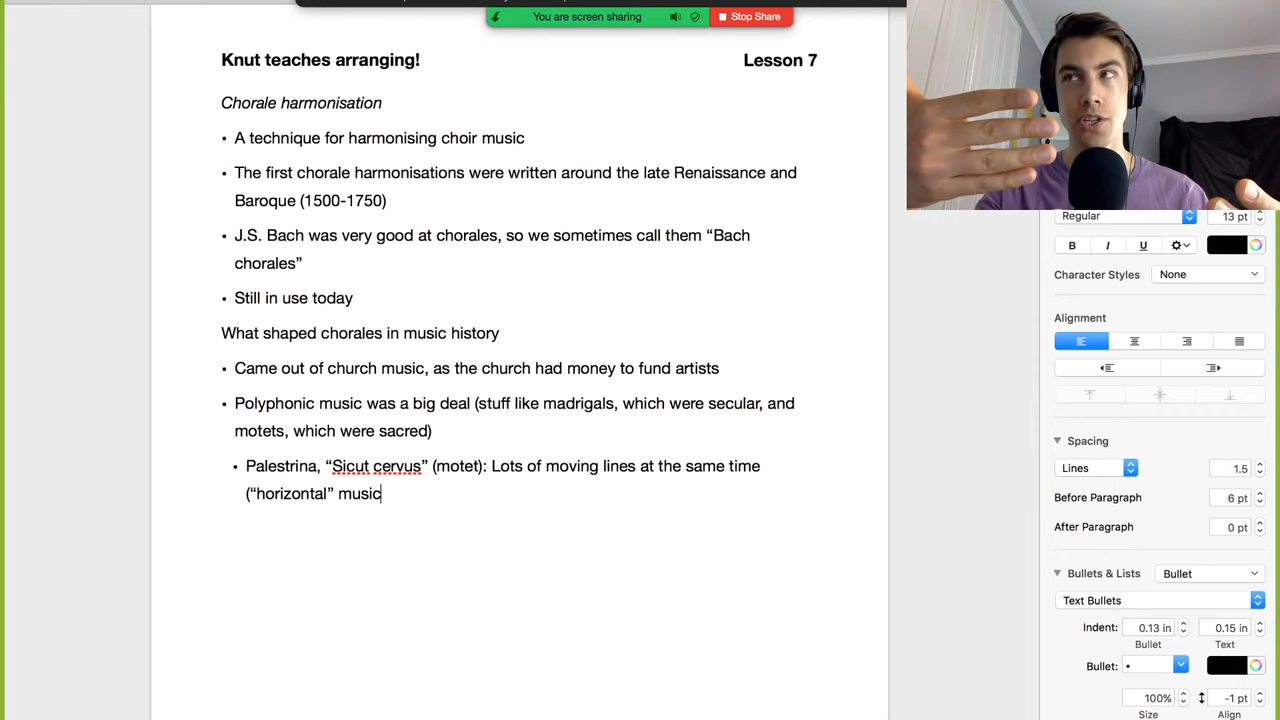 You are screen sharing
Stop Share
Knut teaches arranging!
Lesson 7
Chorale harmonisation
• A technique for harmonising choir music
• The first chorale harmonisations were written around the late Renaissance and
Baroque (1500-1750)
• J.S. Bach was very good at chorales, so we sometimes call them “Bach
chorales”
• Still in use today
What shaped chorales in music history
• Came out of church music, as the church had money to fund artists
• Polyphonic music was a big deal (stuff like madrigals, which were secular, and
motets, which were sacred)
• Palestrina, “Sicut cervus” (motet): Lots of moving lines at the same time
(“horizontal” music
Regular
13 pt
B I U
Character Styles
None
Alignment
Spacing
Lines
1.5
Before Paragraph
6 pt
After Paragraph
0 pt
Bullets & Lists
Bullet
Text Bullets
Indent:
0.13 in
0.15 in
Bullet
Text
Bullet:
•
100%
-1 pt
Size
Align